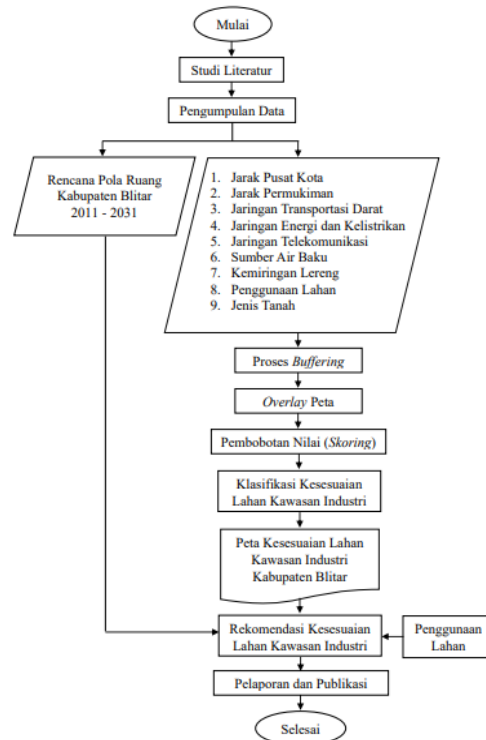 Mulai
Studi Literatur
Pengumpulan Data
Rencana Pola Ruang
Kabupaten Blitar
2011 - 2031
1. Jarak Pusat Kota
2. Jarak Permukiman
3. Jaringan Transportasi Darat
4. Jaringan Energi dan Kelistrikan
5. Jaringan Telekomunikasi
6. Sumber Air Baku
7. Kemiringan Lereng
8. Penggunaan Lahan
9. Jenis Tanah
Proses Buffering
Overlay Peta
Pembobotan Nilai (Skoring)
Klasifikasi Kesesuaian
Lahan Kawasan Industri
Peta Kesesuaian Lahan
Kawasan Industri
Kabupaten Blitar
Rekomendasi Kesesuaian
Lahan Kawasan Industri
Penggunaan
Lahan
Pelaporan dan Publikasi
Selesai